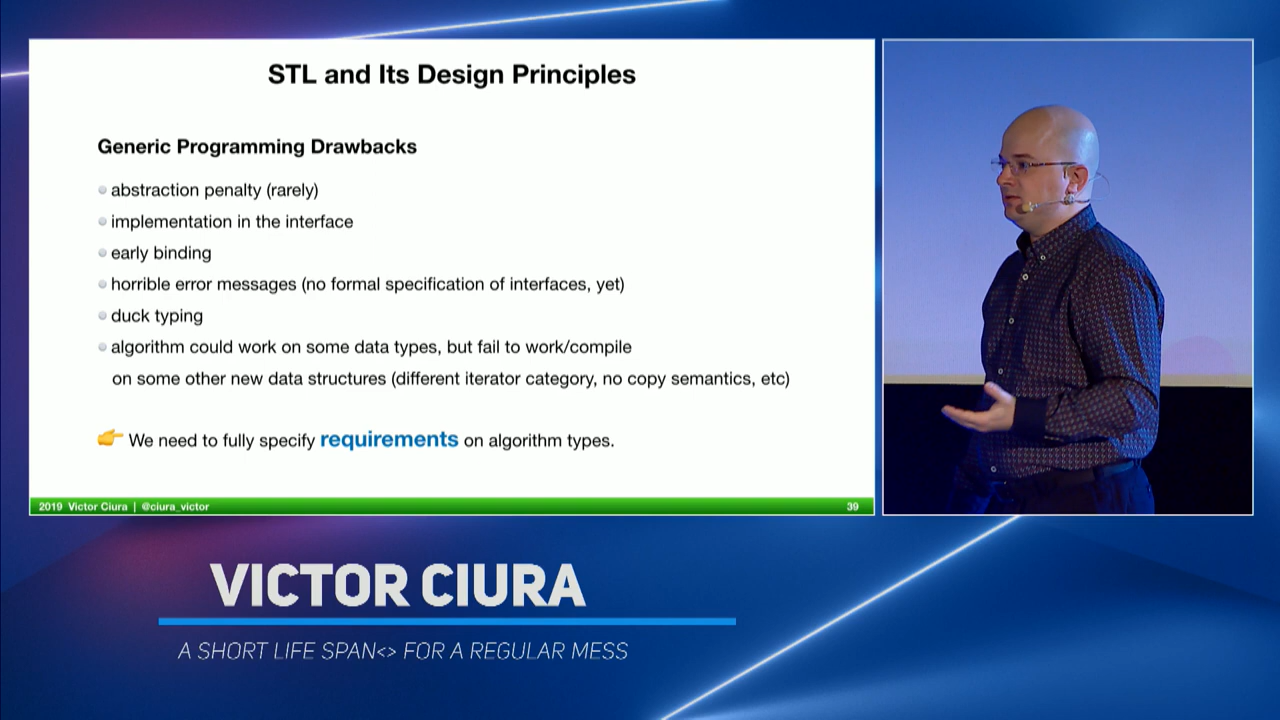 STL and Its Design Principles
Generic Programming Drawbacks
abstraction penalty (rarely)
implementation in the interface
early binding
horrible error messages (no formal specification of interfaces, yet)
duck typing
algorithm could work on some data types, but fail to work/compile
on some other new data structures (different iterator category, no copy semantics, etc)
👉 We need to fully specify requirements on algorithm types.
2019 Victor Ciura | @ciura_victor
39
VICTOR CIURA
A SHORT LIFE SPAN<> FOR A REGULAR MESS